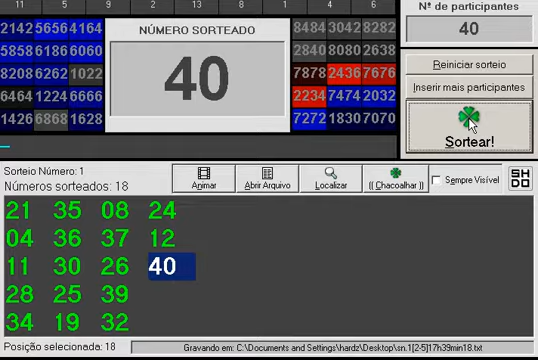 11 5 9 13 8 1 4 6
Nº de participantes
40
2142 5656 4164
5858 6186 6060
8208 6262 1022
6464 1224 6666
1426 6868 1628
NÚMERO SORTEADO
40
8484 3042 8282
2840 8080 2638
7878 2436 7676
2234 7474 2032
7272 1830 7070
Reiniciar sorteio
Inserir mais participantes
Sortear!
Sorteio Número: 1
Números sorteados: 18
Animar
Abrir Arquivo
Localizar
(( Chacoalhar ))
Sempre Visível
SH
DO
21 35 08 24
04 36 37 12
11 30 26 40
28 25 39
34 19 32
Posição selecionada: 18
Gravando em: C:\Documents and Settings\hardz\Desktop\sn.1[2-5]17h39min18.txt